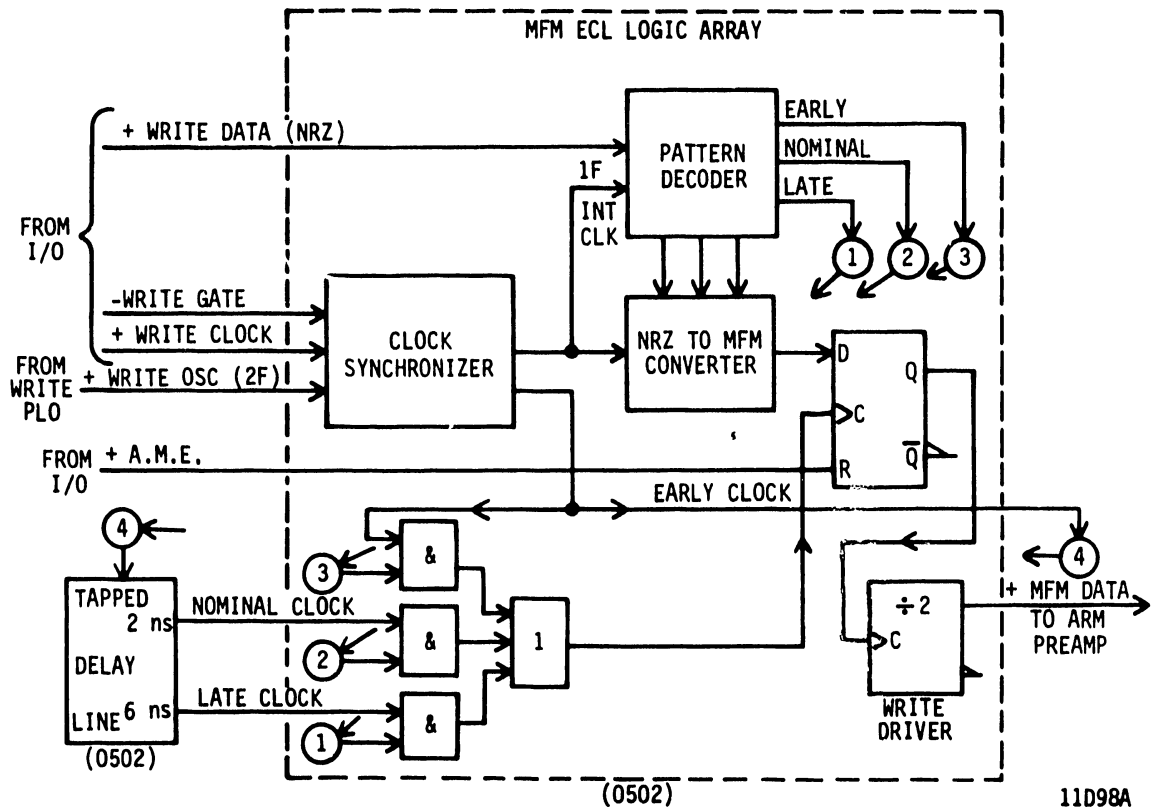 MFM ECL LOGIC ARRAY
+ WRITE DATA (NRZ)
EARLY
NOMINAL
LATE
PATTERN
DECODER
1F
INT
CLK
FROM
I/O
1
2
3
-WRITE GATE
+ WRITE CLOCK
FROM
WRITE
PLO
+ WRITE OSC (2F)
CLOCK
SYNCHRONIZER
NRZ TO MFM
CONVERTER
D
Q
C
Q
R
FROM
I/O
+ A.M.E.
EARLY CLOCK
4
4
3
&
TAPPED
2 ns
DELAY
LINE
6 ns
(0502)
NOMINAL CLOCK
2
&
1
LATE CLOCK
1
&
÷2
C
WRITE
DRIVER
+ MFM DATA
TO ARM
PREAMP
(0502)
11D98A